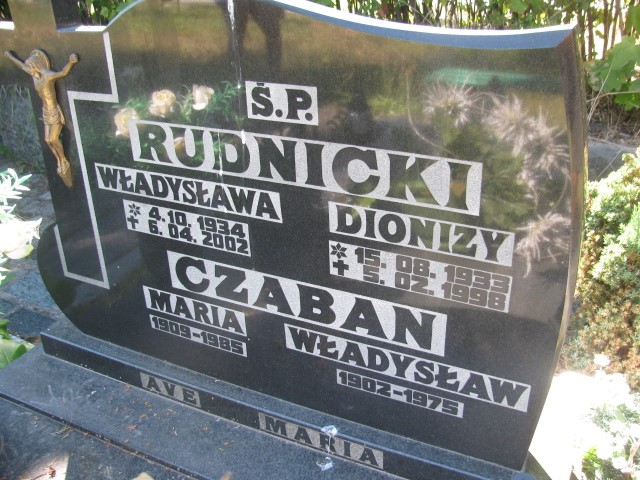 Ś.P.
RUDNICKI
WŁADYSŁAWA
* 4.10.1934
+ 6.04.2002
DIONIZY
* 15.08.1933
+ 5.02.1998
CZABAN
MARIA
1909-1985
WŁADYSŁAW
1902-1975
AVE MARIA